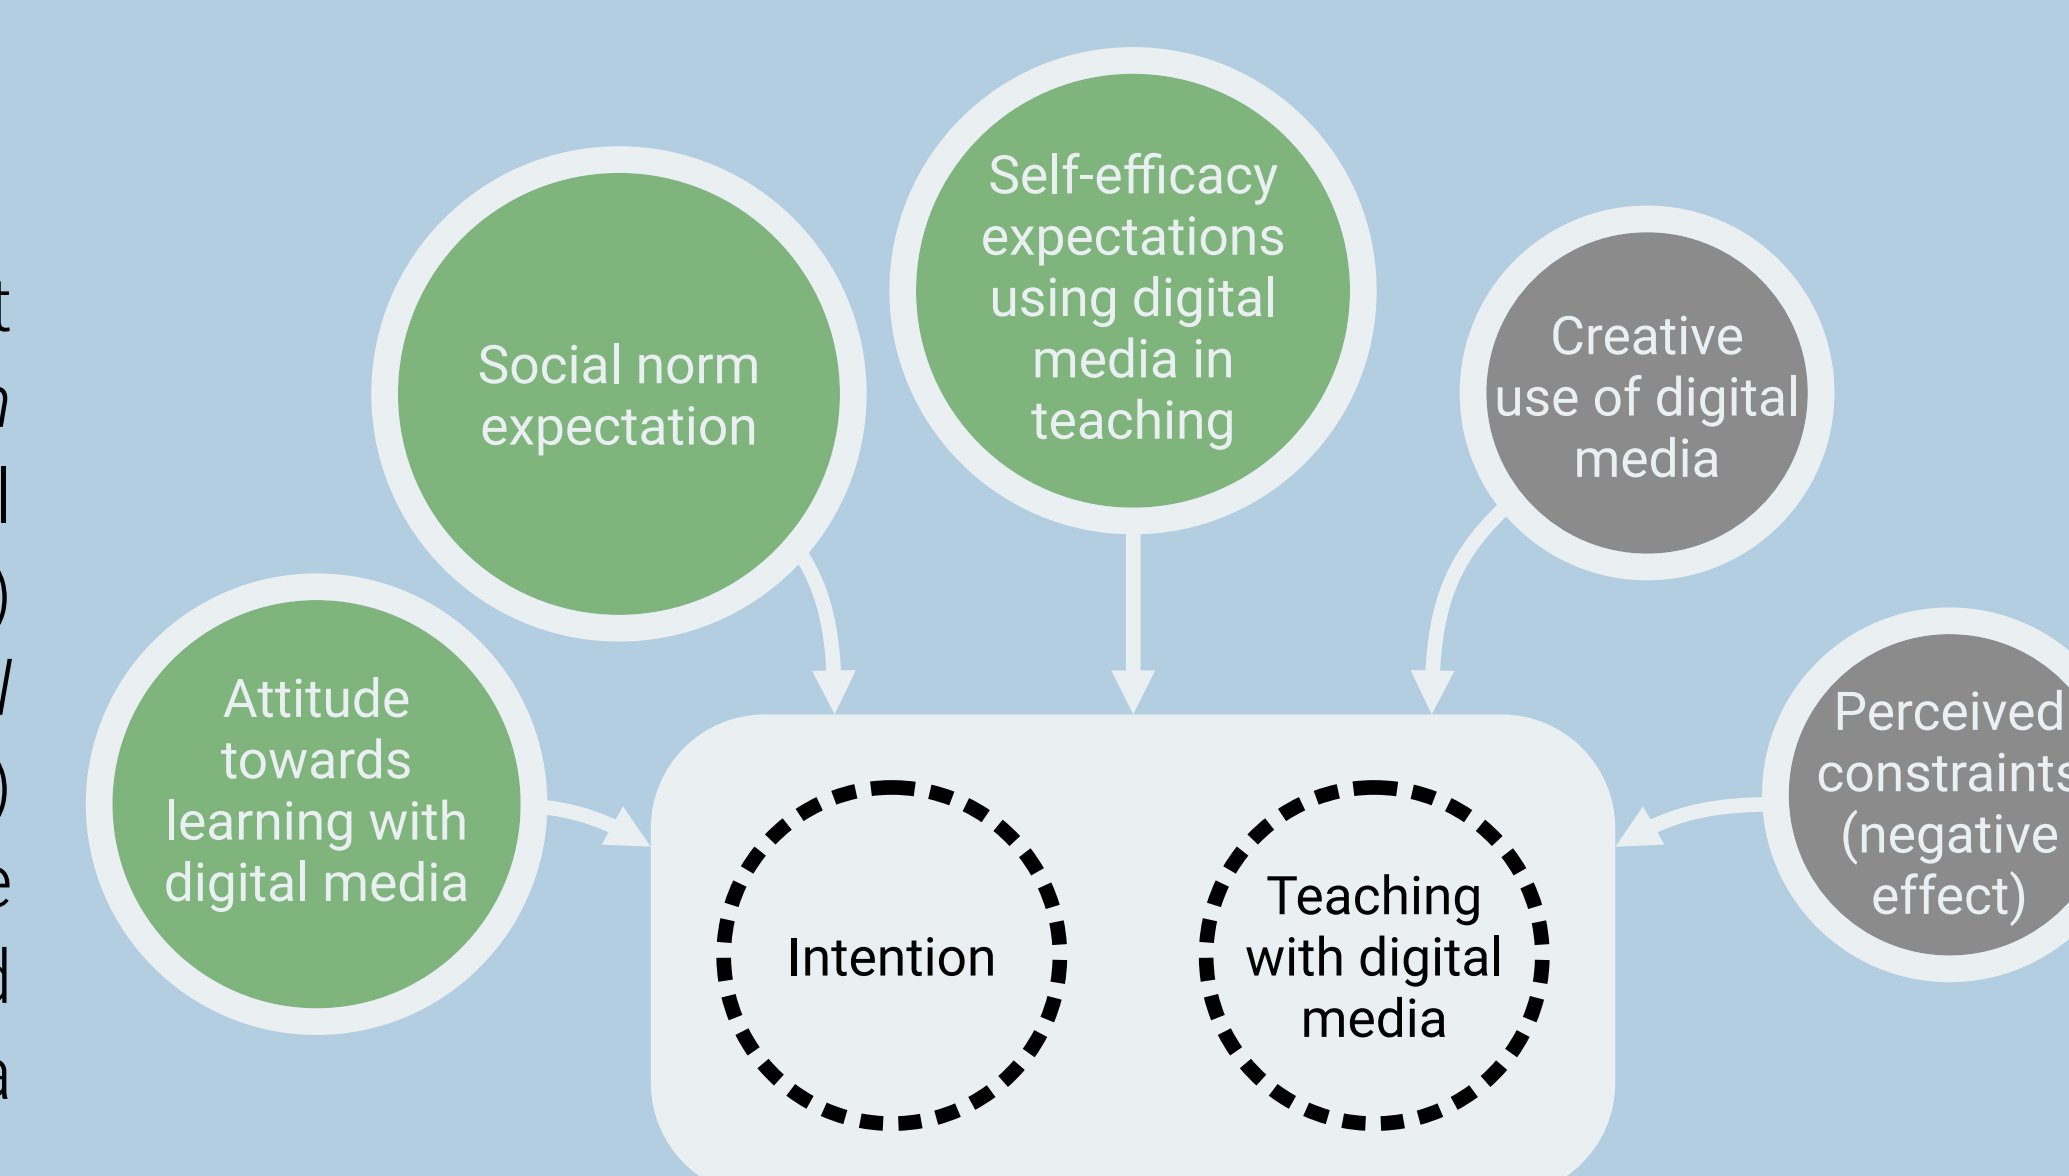 Social norm
expectation
Self-efficacy
expectations
using digital
media in
teaching
Creative
use of digital
media
Attitude
towards
learning with
digital media
Perceived
constraints
(negative
effect)
Intention
Teaching
with digital
media